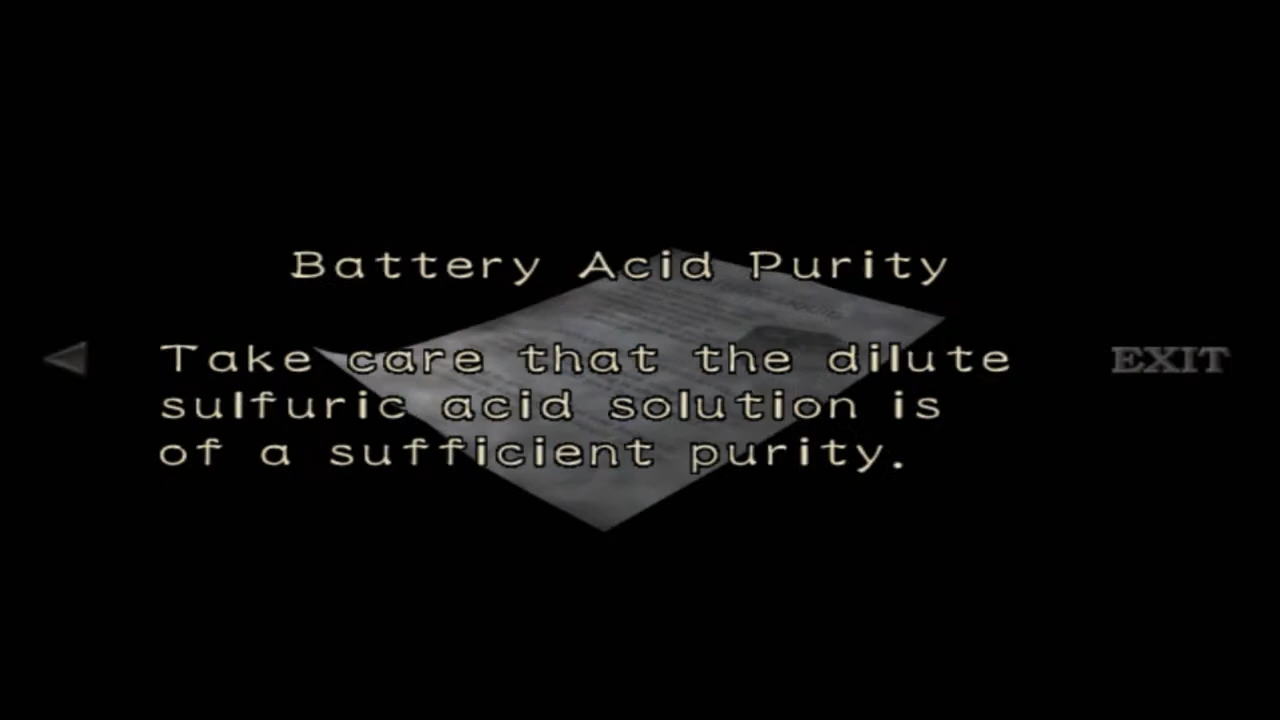 Battery Acid Purity
Take care that the dilute
sulfuric acid solution is
of a sufficient purity.
EXIT